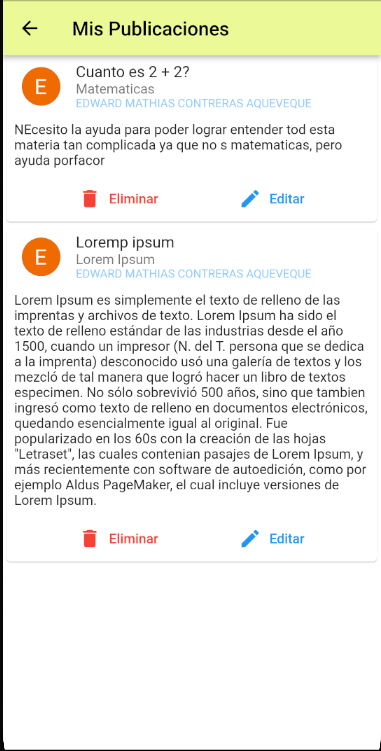 Mis Publicaciones
E
Cuanto es 2 + 2?
Matematicas
EDWARD MATHIAS CONTRERAS AQUEVEQUE
NEcesito la ayuda para poder lograr entender tod esta
materia tan complicada ya que no s matematicas, pero
ayuda porfacor
Eliminar Editar
E
Loremp ipsum
Lorem Ipsum
EDWARD MATHIAS CONTRERAS AQUEVEQUE
Lorem Ipsum es simplemente el texto de relleno de las
imprentas y archivos de texto. Lorem Ipsum ha sido el
texto de relleno estándar de las industrias desde el año
1500, cuando un impresor (N. del T. persona que se dedica
a la imprenta) desconocido usó una galería de textos y los
mezcló de tal manera que logró hacer un libro de textos
especimen. No sólo sobrevivió 500 años, sino que tambien
ingresó como texto de relleno en documentos electrónicos,
quedando esencialmente igual al original. Fue
popularizado en los 60s con la creación de las hojas
"Letraset", las cuales contenian pasajes de Lorem Ipsum, y
más recientemente con software de autoedición, como por
ejemplo Aldus PageMaker, el cual incluye versiones de
Lorem Ipsum.
Eliminar Editar